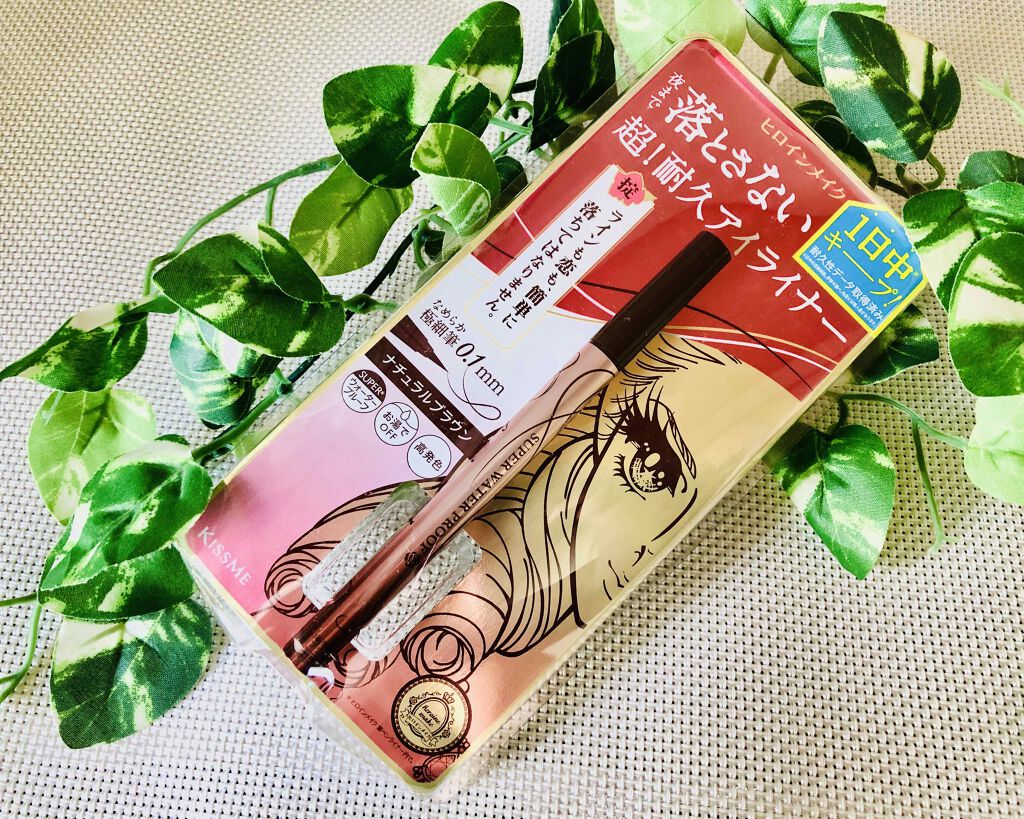 ヒロインメイク
夜まで
落とさない
超!耐久アイライナー
1日中※
キープ!
耐久性データ取得済み
掟
ラインも恋も、簡単に
落ちてはなりません。
なめらか
極細筆 0.1mm
ナチュラルブラウン
SUPER
ウォーター
プルーフ
お湯で
OFF
高発色
SUPER WATER PROOF
KISSME
heroine
make